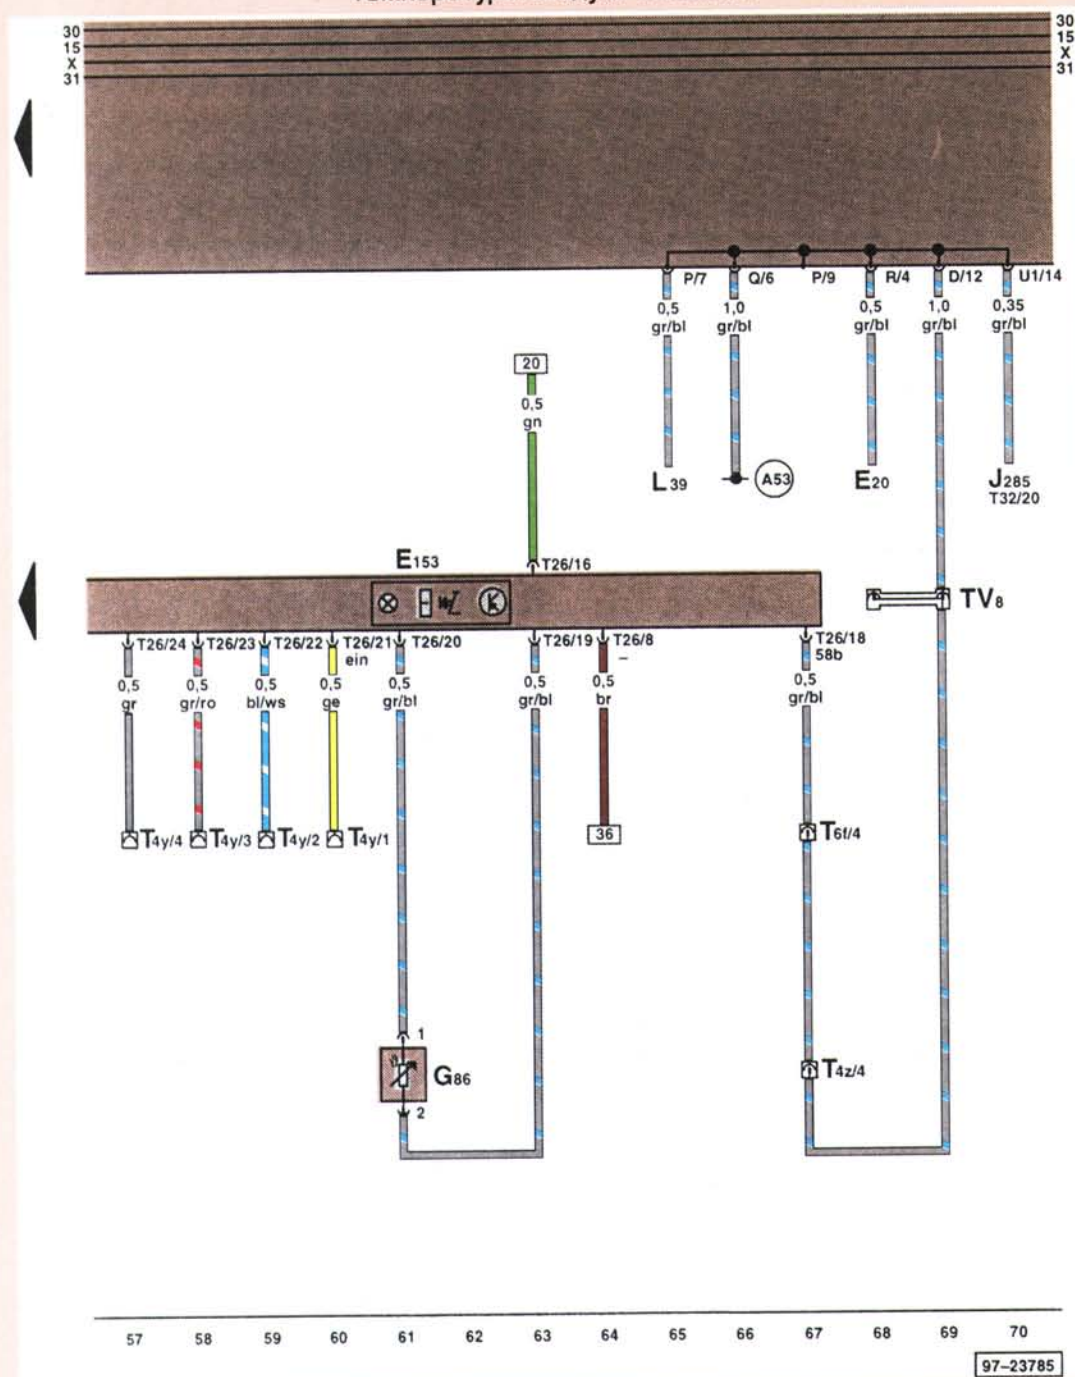 30
15
X
31
30
15
X
31
P/7
Q/6
P/9
R/4
D/12
U1/14
0,5
gr/bl
1,0
gr/bl
0,5
gr/bl
1,0
gr/bl
0,35
gr/bl
20
0,5
gn
L39
A53
E20
J285
T32/20
E153
T26/16
TV8
T26/24
T26/23
T26/22
T26/21
ein
T26/20
T26/19
T26/8
–
T26/18
58b
0,5
gr
0,5
gr/ro
0,5
bl/ws
0,5
ge
0,5
gr/bl
0,5
gr/bl
0,5
br
0,5
gr/bl
T4y/4
T4y/3
T4y/2
T4y/1
36
T6f/4
1
G86
2
T4z/4
57 58 59 60 61 62 63 64 65 66 67 68 69 70
97–23785